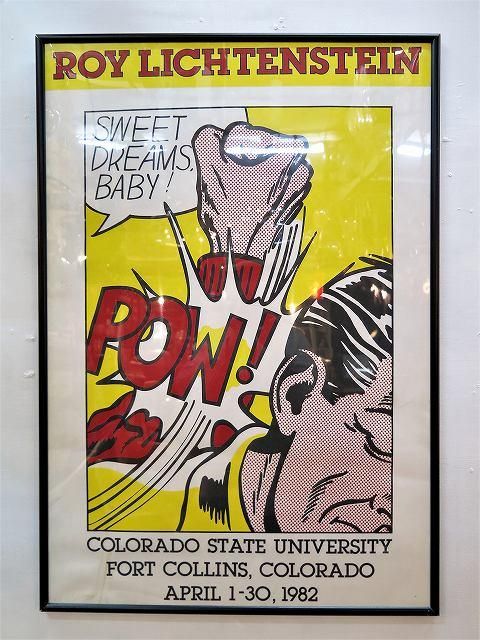 ROY LICHTENSTEIN
SWEET
DREAMS,
BABY!
POW!
COLORADO STATE UNIVERSITY
FORT COLLINS, COLORADO
APRIL 1-30, 1982